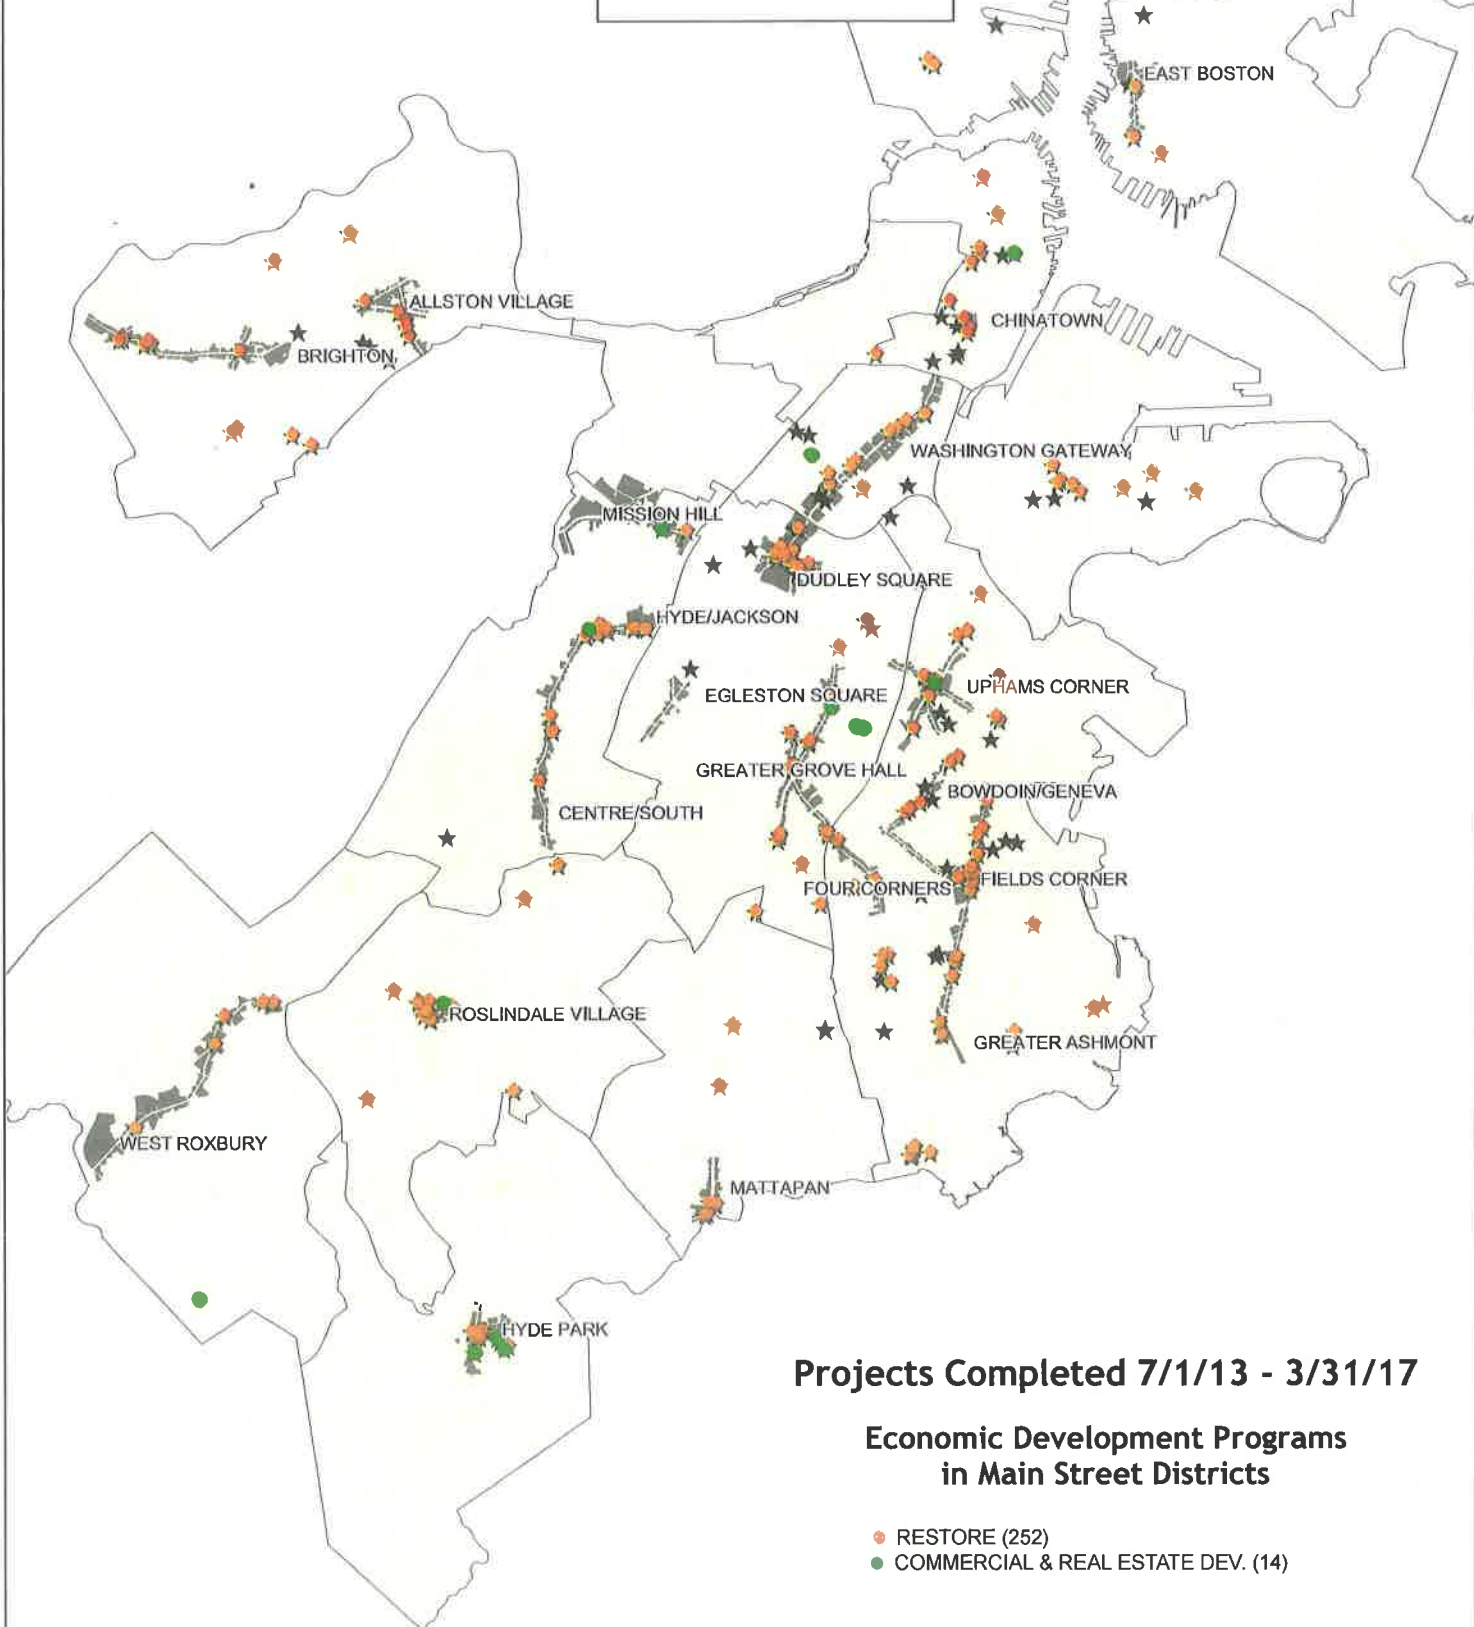 EAST BOSTON
ALLSTON VILLAGE
CHINATOWN
BRIGHTON
WASHINGTON GATEWAY
MISSION HILL
DUDLEY SQUARE
HYDE/JACKSON
UPHAMS CORNER
EGLESTON SQUARE
GREATER GROVE HALL
BOWDOIN/GENEVA
CENTRE/SOUTH
FIELDS CORNER
FOUR CORNERS
ROSLINDALE VILLAGE
GREATER ASHMONT
WEST ROXBURY
MATTAPAN
HYDE PARK
Projects Completed 7/1/13 - 3/31/17
Economic Development Programs
in Main Street Districts
RESTORE (252)
COMMERCIAL & REAL ESTATE DEV. (14)